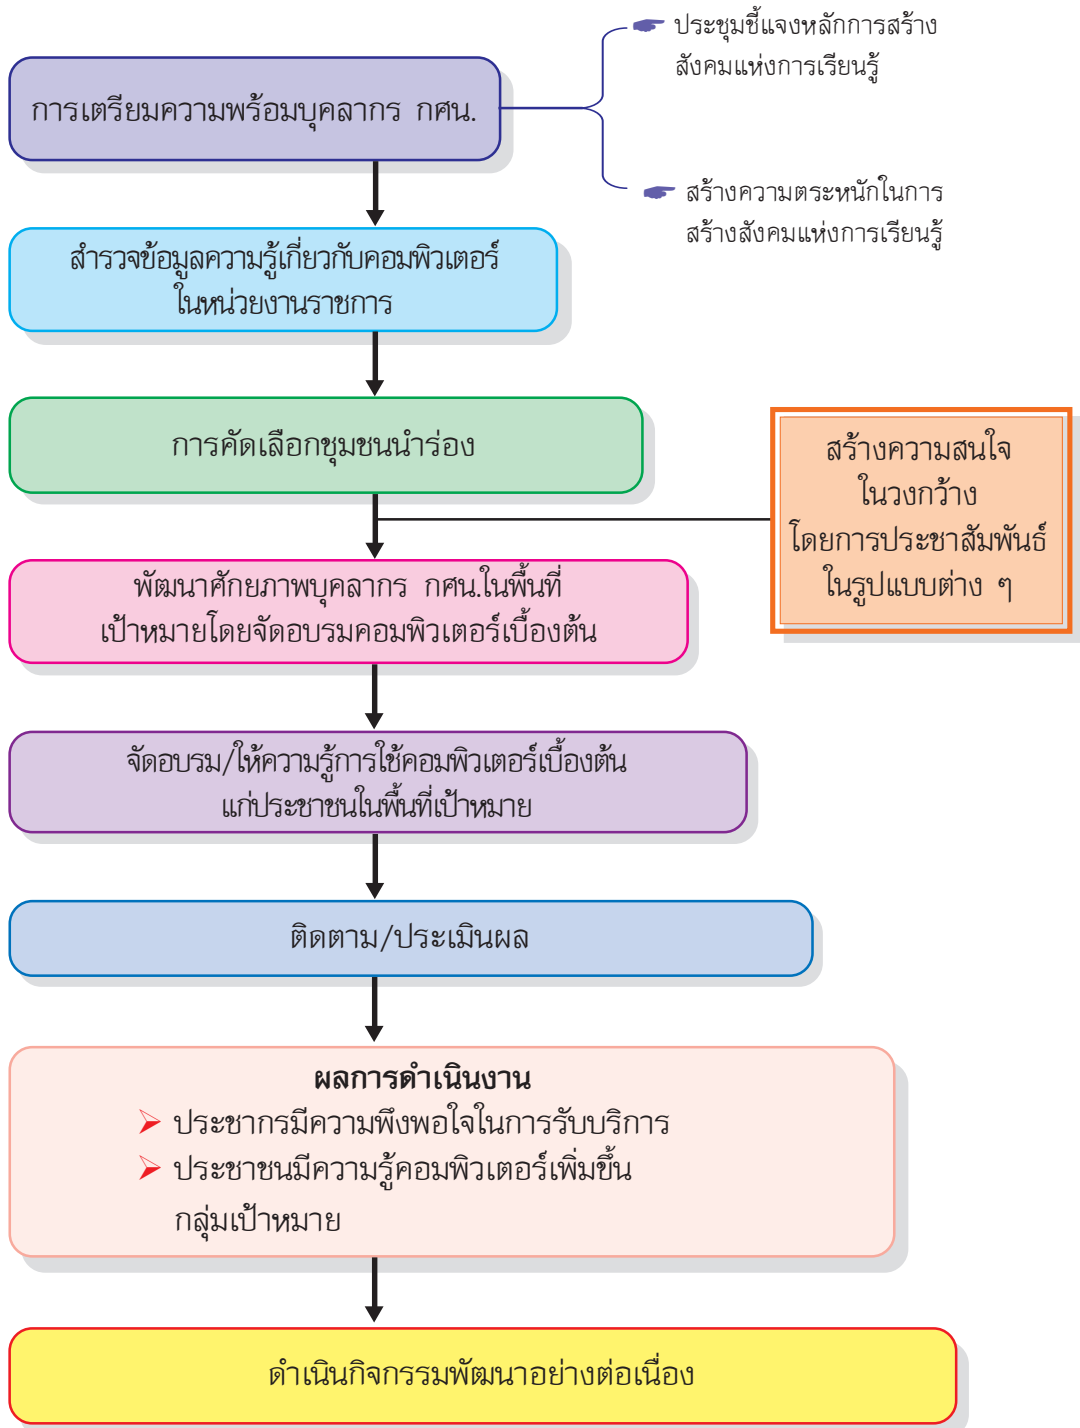 ประชุมชี้แจงหลักการสร้าง
สังคมแห่งการเรียนรู้
การเตรียมความพร้อมบุคลากร กศน.
สร้างความตระหนักในการ
สร้างสังคมแห่งการเรียนรู้
สำรวจข้อมูลความรู้เกี่ยวกับคอมพิวเตอร์
ในหน่วยงานราชการ
การคัดเลือกชุมชนนำร่อง
สร้างความสนใจ
ในวงกว้าง
โดยการประชาสัมพันธ์
ในรูปแบบต่าง ๆ
พัฒนาศักยภาพบุคลากร กศน.ในพื้นที่
เป้าหมายโดยจัดอบรมคอมพิวเตอร์เบื้องต้น
จัดอบรม/ให้ความรู้การใช้คอมพิวเตอร์เบื้องต้น
แก่ประชาชนในพื้นที่เป้าหมาย
ติดตาม/ประเมินผล
ผลการดำเนินงาน
ประชากรมีความพึงพอใจในการรับบริการ
ประชาชนมีความรู้คอมพิวเตอร์เพิ่มขึ้น
กลุ่มเป้าหมาย
ดำเนินกิจกรรมพัฒนาอย่างต่อเนื่อง